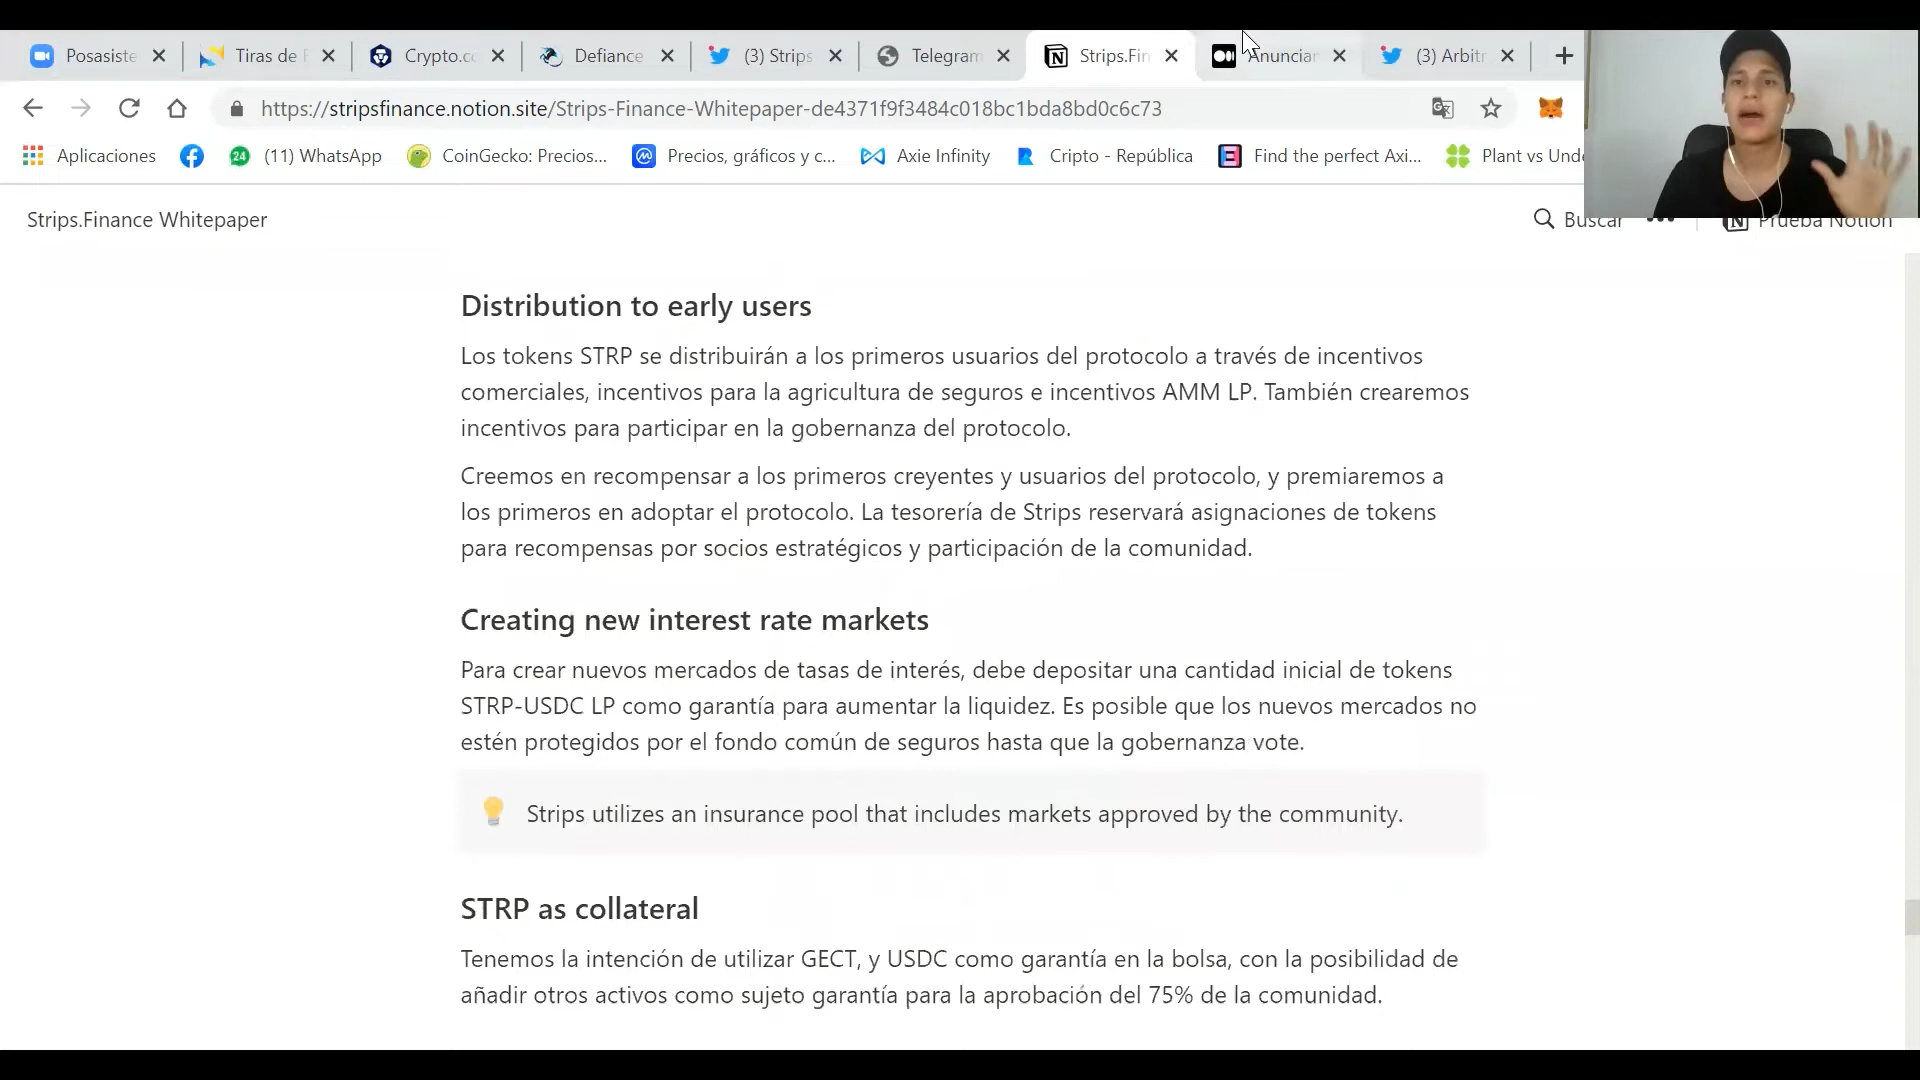 Posasiste
Tiras de F
Crypto.cc
Defiance
(3) Strips
Telegram
Strips.Fin
Anuncian
(3) Arbitr
https://stripsfinance.notion.site/Strips-Finance-Whitepaper-de4371f9f3484c018bc1bda8bd0c6c73
Aplicaciones
24
(11) WhatsApp
CoinGecko: Precios...
Precios, gráficos y c...
Axie Infinity
Cripto - República
Find the perfect Axi...
Plant vs Unde
Strips.Finance Whitepaper
Buscar
Prueba Notion
Distribution to early users
Los tokens STRP se distribuirán a los primeros usuarios del protocolo a través de incentivos
comerciales, incentivos para la agricultura de seguros e incentivos AMM LP. También crearemos
incentivos para participar en la gobernanza del protocolo.
Creemos en recompensar a los primeros creyentes y usuarios del protocolo, y premiaremos a
los primeros en adoptar el protocolo. La tesorería de Strips reservará asignaciones de tokens
para recompensas por socios estratégicos y participación de la comunidad.
Creating new interest rate markets
Para crear nuevos mercados de tasas de interés, debe depositar una cantidad inicial de tokens
STRP-USDC LP como garantía para aumentar la liquidez. Es posible que los nuevos mercados no
estén protegidos por el fondo común de seguros hasta que la gobernanza vote.
Strips utilizes an insurance pool that includes markets approved by the community.
STRP as collateral
Tenemos la intención de utilizar GECT, y USDC como garantía en la bolsa, con la posibilidad de
añadir otros activos como sujeto garantía para la aprobación del 75% de la comunidad.